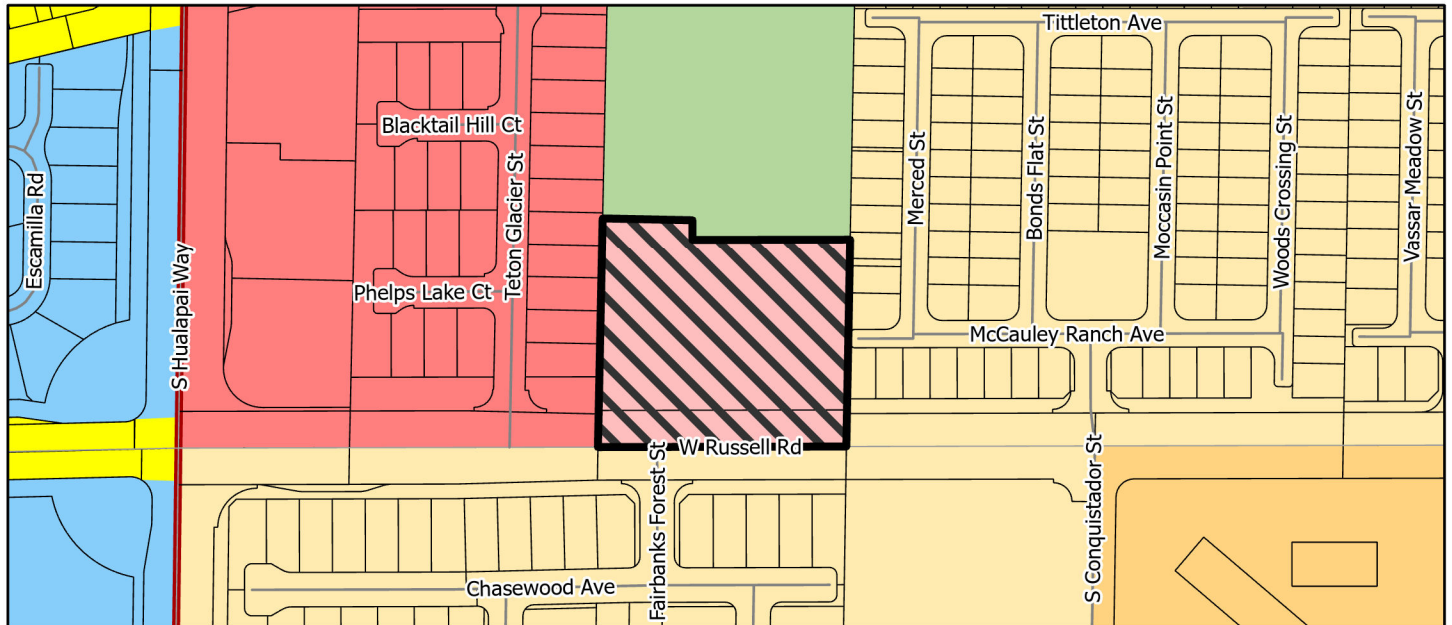 Tittleton Ave
Blacktail Hill Ct
Merced St
Bonds Flat St
Moccasin Point St
Woods Crossing St
Vassar Meadow St
Escamilla Rd
Teton Glacier St
S Hualapai Way
Phelps Lake Ct
McCauley Ranch Ave
W Russell Rd
Fairbanks Forest St
S Conquistador St
Chasewood Ave